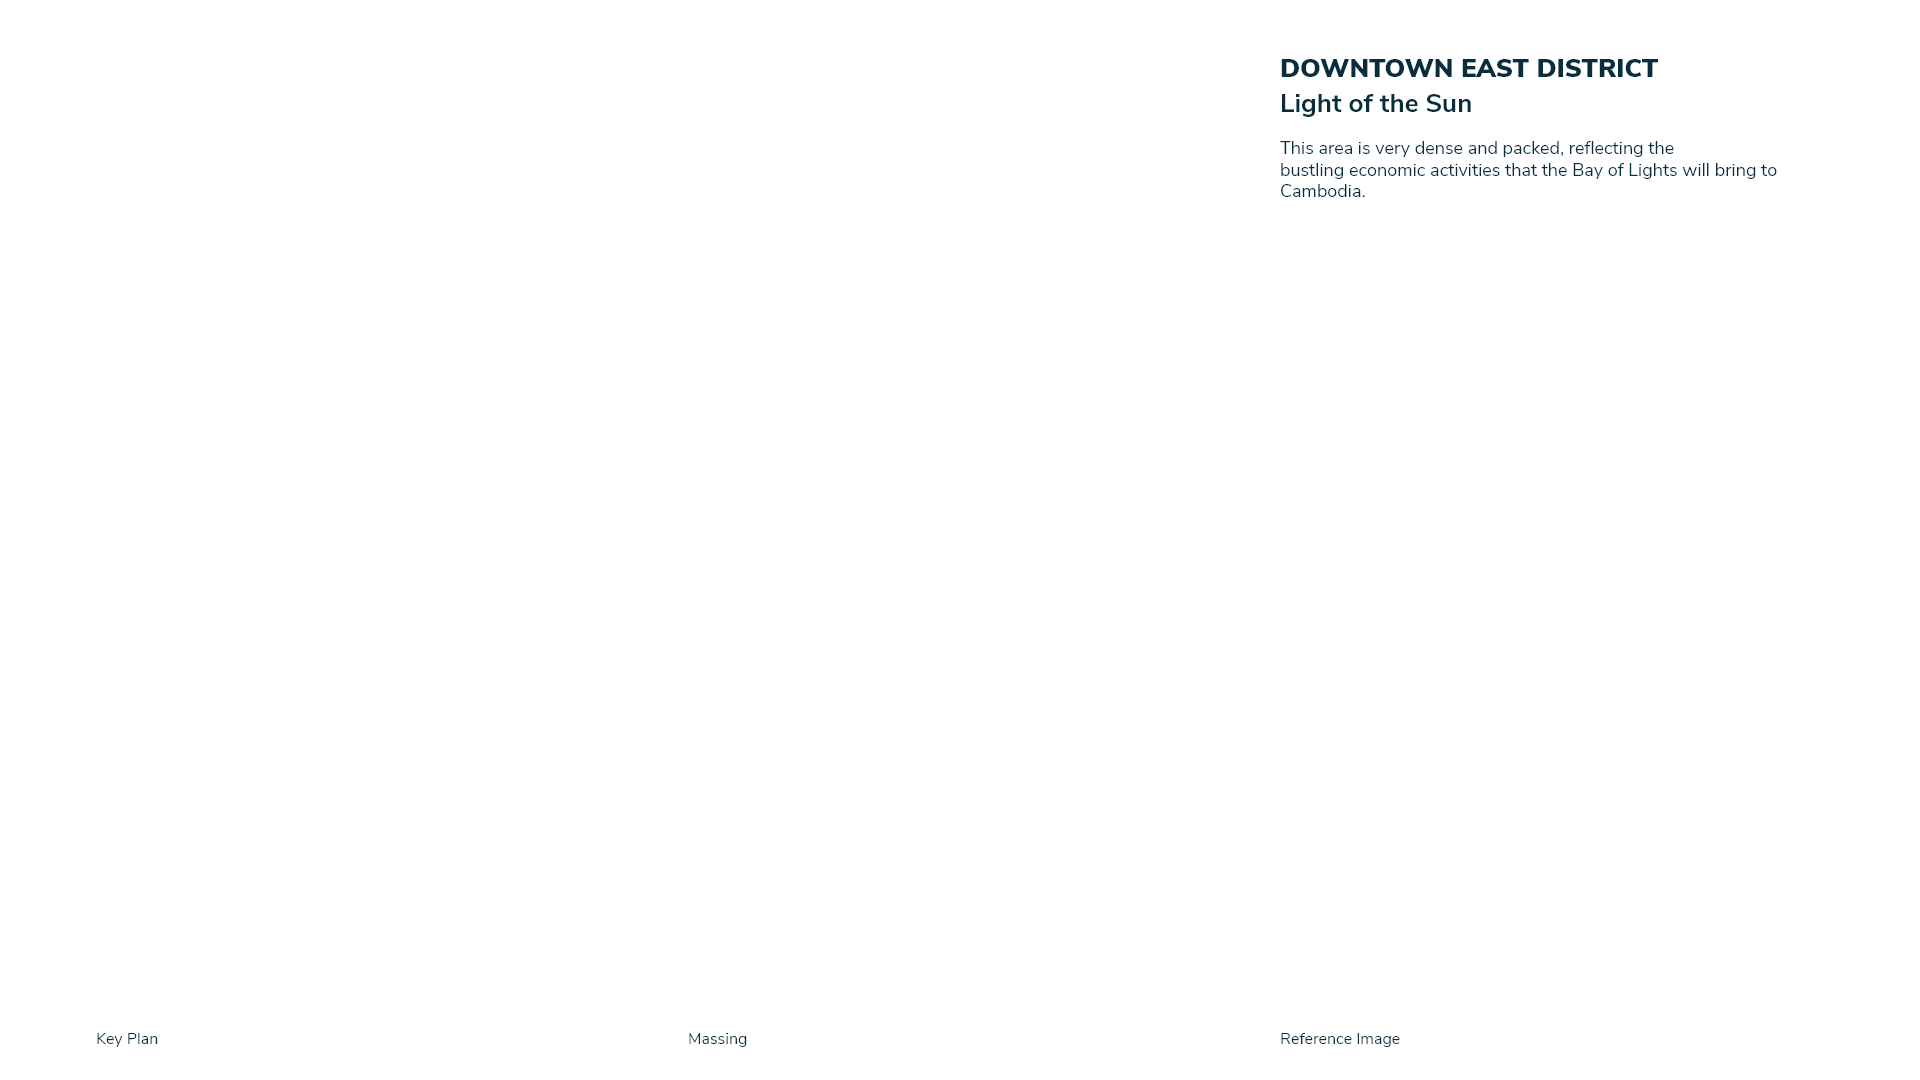 DOWNTOWN EAST DISTRICT
Light of the Sun
This area is very dense and packed, reflecting the
bustling economic activities that the Bay of Lights will bring to
Cambodia.
Key Plan
Massing
Reference Image